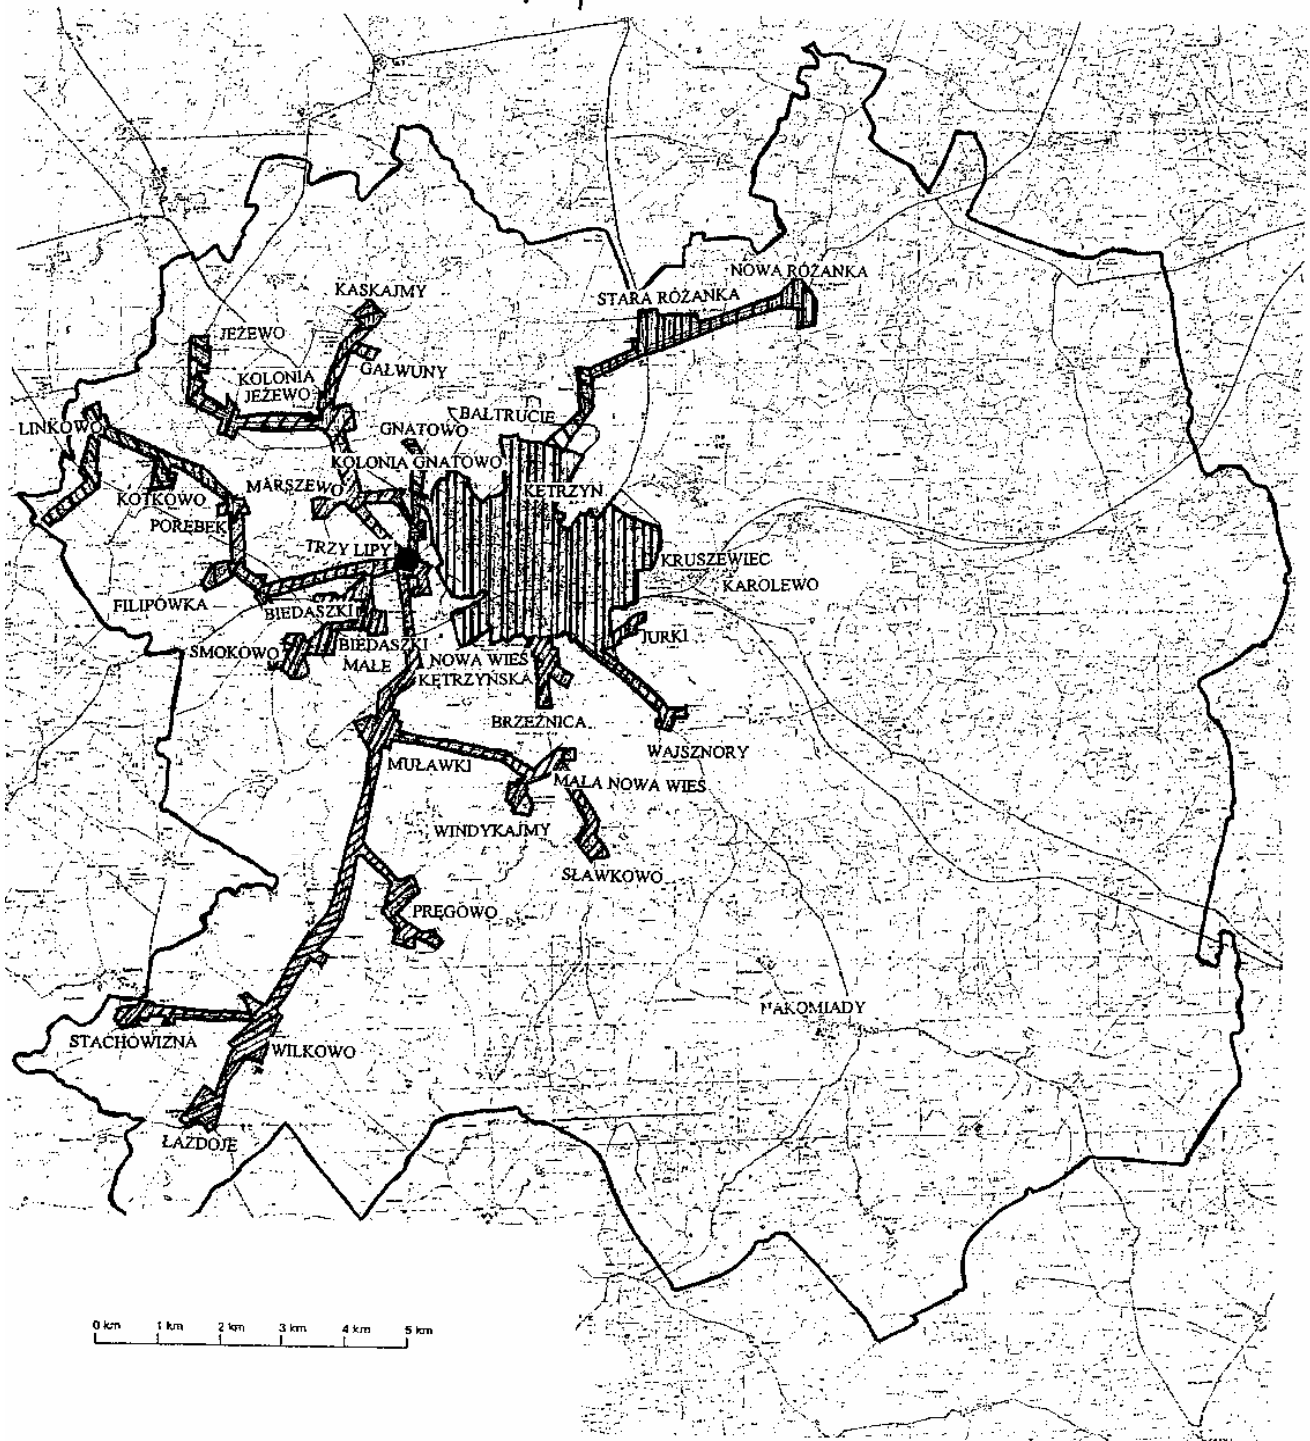 NOWA RÓŻANKA
STARA RÓŻANKA
KASKAJMY
JEŻEWO
GAŁWUNY
KOLONIA
JEŻEWO
BAŁTRUCIE
LINKOWO
GNATOWO
KOLONIA GNATOWO
MARSZEWO
KĘTRZYN
KOTKOWO
PORĘBEK
TRZY LIPY
KRUSZEWIEC
KAROLEWO
FILIPÓWKA
BIEDASZKI
JURKI
SMOKOWO
BIEDASZKI
MAŁE
NOWA WIEŚ
KĘTRZYŃSKA
BRZEŹNICA
WAJSZNORY
MUŁAWKI
MAŁA NOWA WIEŚ
WINDYKAJMY
SŁAWKOWO
PRĘGOWO
NAKOMIADY
STACHOWIZNA
WILKOWO
ŁAZDOJE
0 km 1 km 2 km 3 km 4 km 5 km